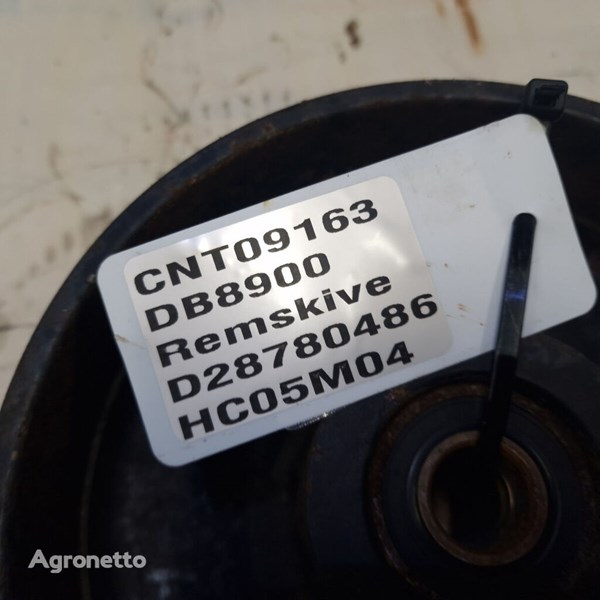 CNT09163
DB8900
Remskive
D28780486
HC05M04
Agronetto